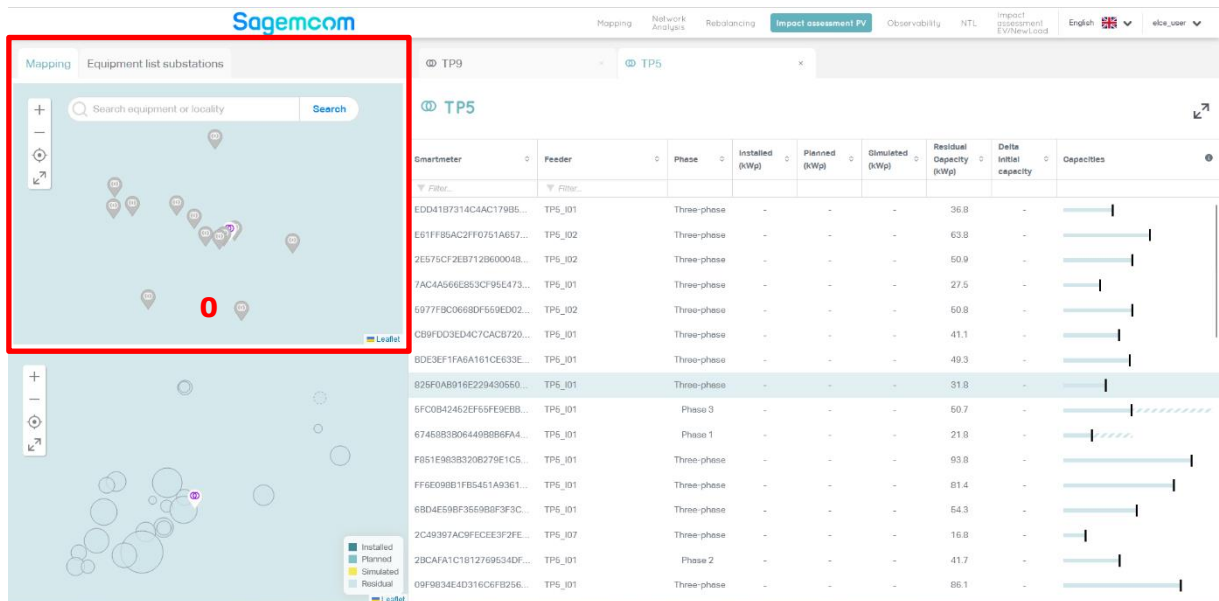 Sagemcom
Mapping Network Analysis Rebalancing Impact assessment PV Observability NTL Impact assessment EV/NewLoad English elce_user
Mapping Equipment list substations
TP9 × TP5 ×
+ Search equipment or locality Search
−
0
Leaflet
+
−
Installed
Planned
Simulated
Residual
Leaflet
TP5
Smartmeter Feeder Phase Installed (kWp) Planned (kWp) Simulated (kWp) Residual Capacity (kWp) Delta Initial capacity Capacities
Filter... Filter...
EDD41B7314C4AC179B5... TP5_I01 Three-phase - - - 36.8 -
E61FF85AC2FF0751A657... TP5_I02 Three-phase - - - 63.8 -
2E575CF2EB712B600048... TP5_I02 Three-phase - - - 50.9 -
7AC4A566E853CF95E473... TP5_I01 Three-phase - - - 27.5 -
5977FBC0668DF559ED02... TP5_I02 Three-phase - - - 50.8 -
CB9FDD3ED4C7CACB720... TP5_I01 Three-phase - - - 41.1 -
BDE3EF1FA6A161CE633E... TP5_I01 Three-phase - - - 49.3 -
825F0AB916E229430550... TP5_I01 Three-phase - - - 31.8 -
5FC0B42452EF55FE9EBB... TP5_I01 Phase 3 - - - 50.7 -
67458B3B06449B8B6FA4... TP5_I01 Phase 1 - - - 21.8 -
F851E983B320B279E1C5... TP5_I01 Three-phase - - - 93.8 -
FF6E098B1FB5451A9361... TP5_I01 Three-phase - - - 81.4 -
6BD4E59BF3559B8F3F3C... TP5_I01 Three-phase - - - 54.3 -
2C49397AC9FECEE3F2FE... TP5_I07 Three-phase - - - 16.8 -
2BCAFA1C1812769534DF... TP5_I01 Phase 2 - - - 41.7 -
09F9834E4D316C6FB256... TP5_I01 Three-phase - - - 86.1 -